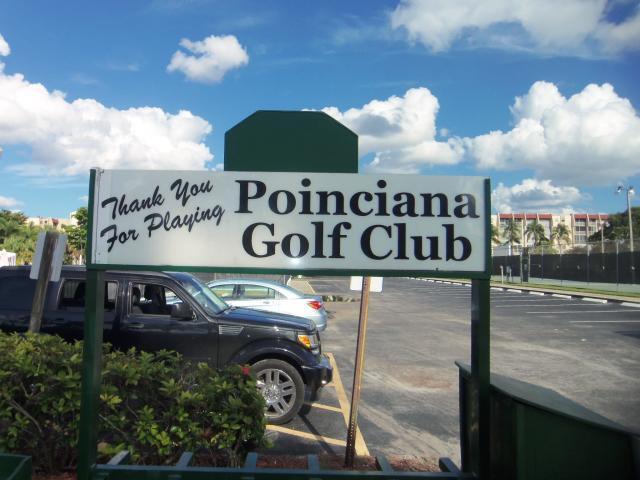 Thank You
For Playing
Poinciana
Golf Club